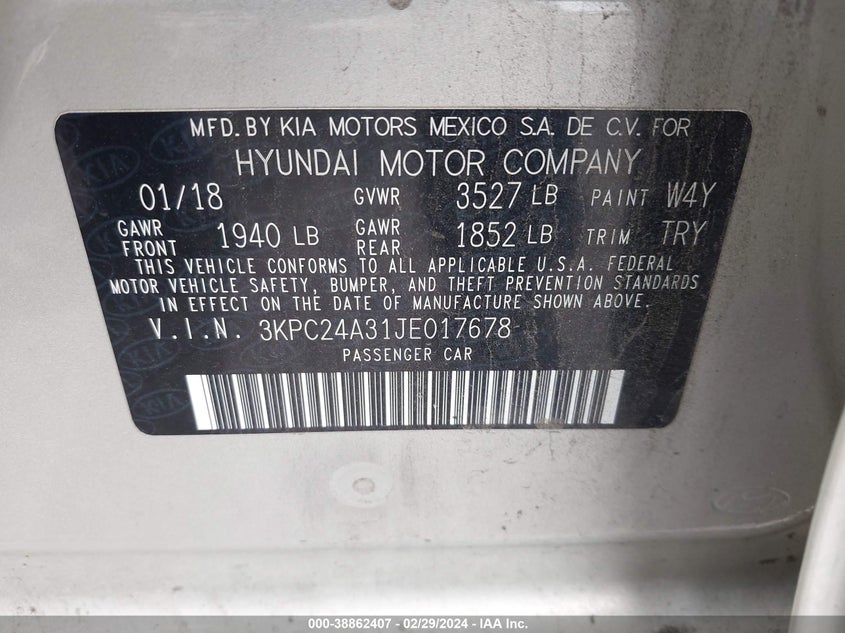 MFD. BY KIA MOTORS MEXICO S.A. DE C.V. FOR
HYUNDAI MOTOR COMPANY
01/18 GVWR 3527 LB PAINT W4Y
GAWR FRONT 1940 LB GAWR REAR 1852 LB TRIM TRY
THIS VEHICLE CONFORMS TO ALL APPLICABLE U.S.A. FEDERAL
MOTOR VEHICLE SAFETY, BUMPER, AND THEFT PREVENTION STANDARDS
IN EFFECT ON THE DATE OF MANUFACTURE SHOWN ABOVE.
V.I.N. 3KPC24A31JE017678
PASSENGER CAR
000-38862407 - 02/29/2024 - IAA Inc.